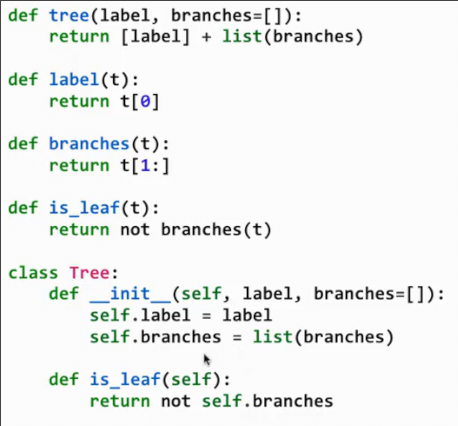 def tree(label, branches=[]):
    return [label] + list(branches)

def label(t):
    return t[0]

def branches(t):
    return t[1:]

def is_leaf(t):
    return not branches(t)

class Tree:
    def __init__(self, label, branches=[]):
        self.label = label
        self.branches = list(branches)

    def is_leaf(self):
        return not self.branches